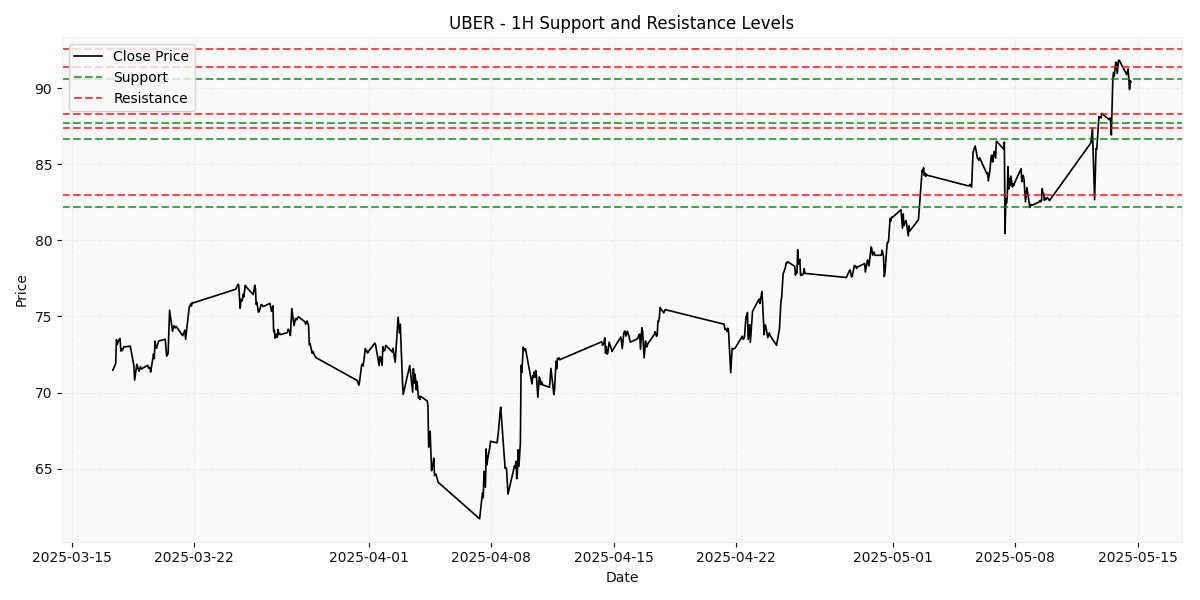 UBER - 1H Support and Resistance Levels
Close Price
Support
Resistance
90
85
80
75
70
65
Price
2025-03-15 2025-03-22 2025-04-01 2025-04-08 2025-04-15 2025-04-22 2025-05-01 2025-05-08 2025-05-15
Date